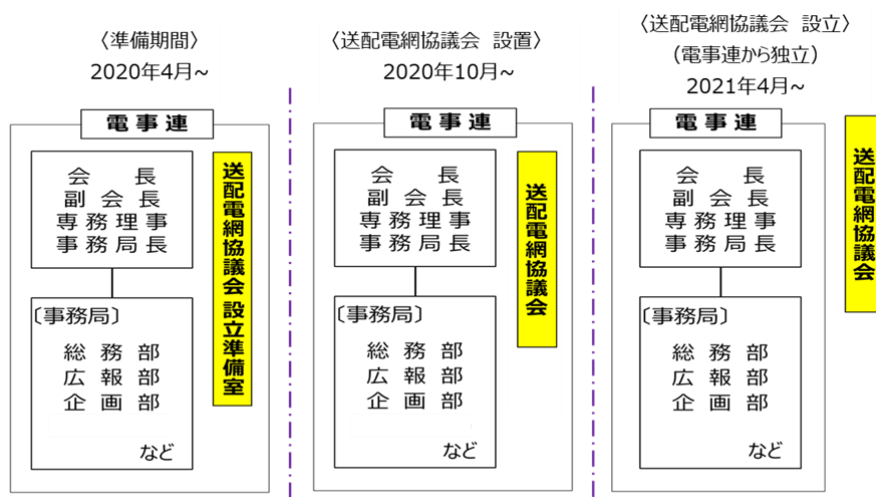 〈準備期間〉
2020年4月~
電事連
会長
副会長
専務理事
事務局長
送配電網協議会 設立準備室
〔事務局〕
総務部
広報部
企画部
など
〈送配電網協議会 設置〉
2020年10月~
電事連
会長
副会長
専務理事
事務局長
送配電網協議会
〔事務局〕
総務部
広報部
企画部
など
〈送配電網協議会 設立〉
(電事連から独立)
2021年4月~
電事連
会長
副会長
専務理事
事務局長
送配電網協議会
〔事務局〕
総務部
広報部
企画部
など